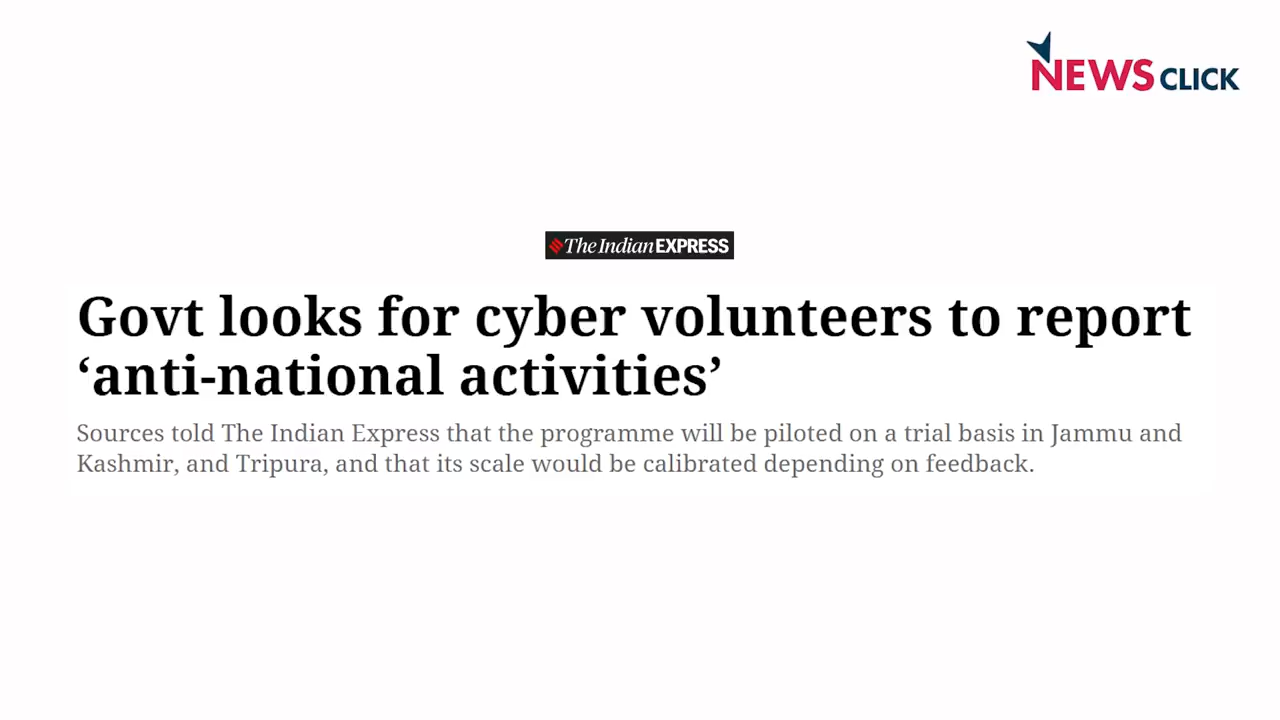 NEWS CLICK
The Indian EXPRESS
Govt looks for cyber volunteers to report
‘anti-national activities’
Sources told The Indian Express that the programme will be piloted on a trial basis in Jammu and
Kashmir, and Tripura, and that its scale would be calibrated depending on feedback.